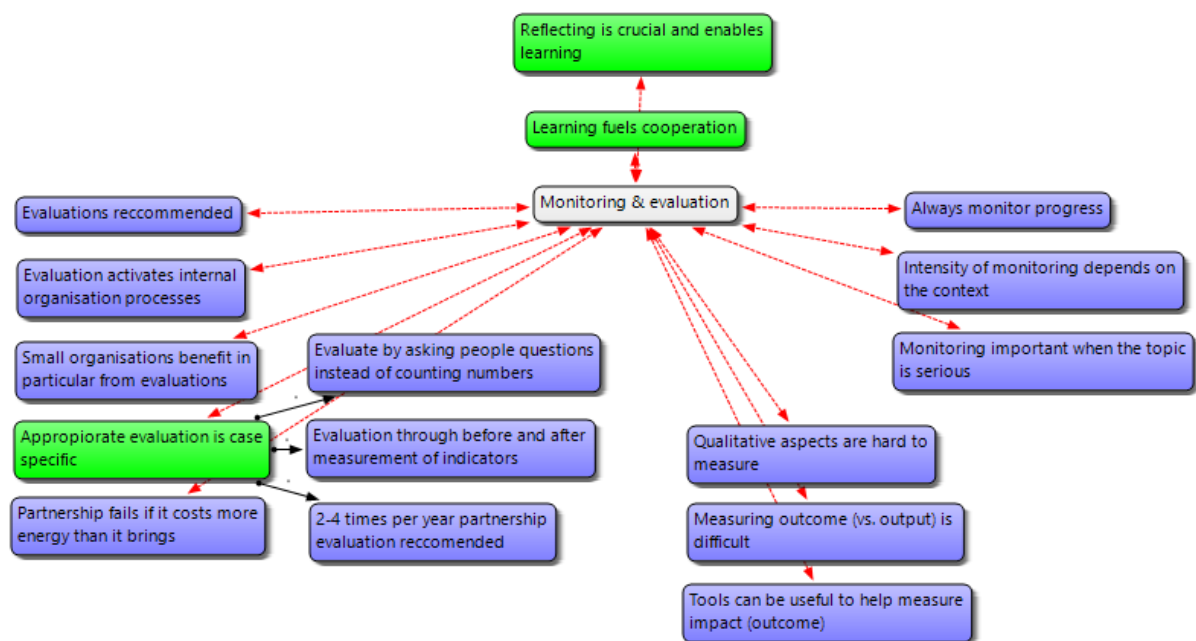 Reflecting is crucial and enables
learning
Learning fuels cooperation
Monitoring & evaluation
Evaluations reccommended
Evaluation activates internal
organisation processes
Small organisations benefit in
particular from evaluations
Appropiorate evaluation is case
specific
Partnership fails if it costs more
energy than it brings
Evaluate by asking people questions
instead of counting numbers
Evaluation through before and after
measurement of indicators
2-4 times per year partnership
evaluation reccomended
Always monitor progress
Intensity of monitoring depends on
the context
Monitoring important when the topic
is serious
Qualitative aspects are hard to
measure
Measuring outcome (vs. output) is
difficult
Tools can be useful to help measure
impact (outcome)